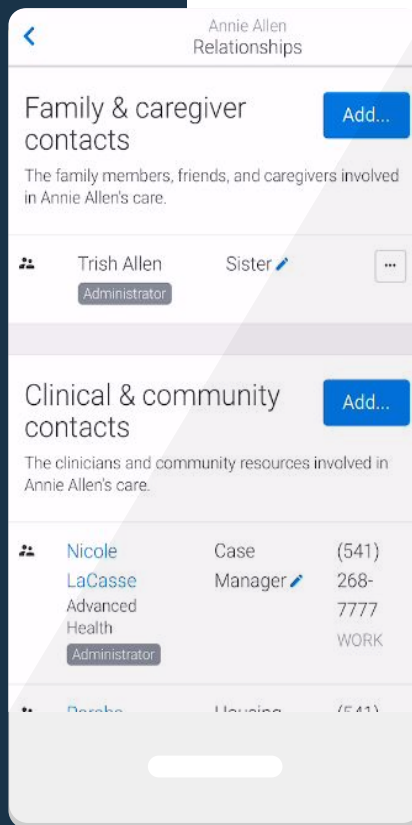 Annie Allen
Relationships
Family & caregiver
contacts
Add...
The family members, friends, and caregivers involved
in Annie Allen's care.
Trish Allen
Sister
...
Administrator
Clinical & community
contacts
Add...
The clinicians and community resources involved in
Annie Allen's care.
Nicole
LaCasse
Advanced
Health
Administrator
Case
Manager
(541)
268-
7777
WORK
Housing
(541)